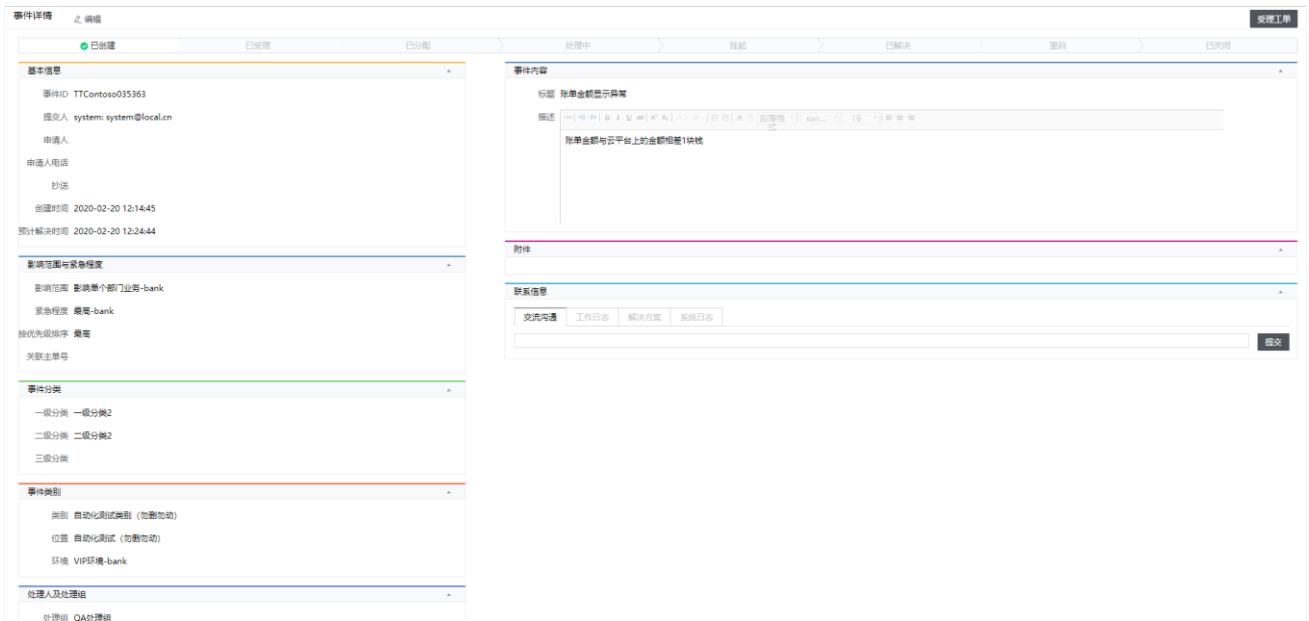 事件详情
编辑
受理工单
已创建
已受理
已分配
处理中
挂起
已解决
重启
已关闭
基本信息
事件ID TTContoso035363
提交人 system: system@local.cn
申请人
申请人电话
抄送
创建时间 2020-02-20 12:14:45
预计解决时间 2020-02-20 12:24:44
影响范围与紧急程度
影响范围 影响单个部门业务-bank
紧急程度 最高-bank
按优先级排序 最高
关联主单号
事件分类
一级分类 一级分类2
二级分类 二级分类2
三级分类
事件类别
类别 自动化测试类别（勿删勿动）
位置 自动化测试（勿删勿动）
环境 VIP环境-bank
处理人及处理组
处理组 QA处理组
事件内容
标题 账单金额显示异常
描述
段落格式 san... 18
账单金额与云平台上的金额相差1块钱
附件
联系信息
交流沟通
工作日志
解决方案
系统日志
提交